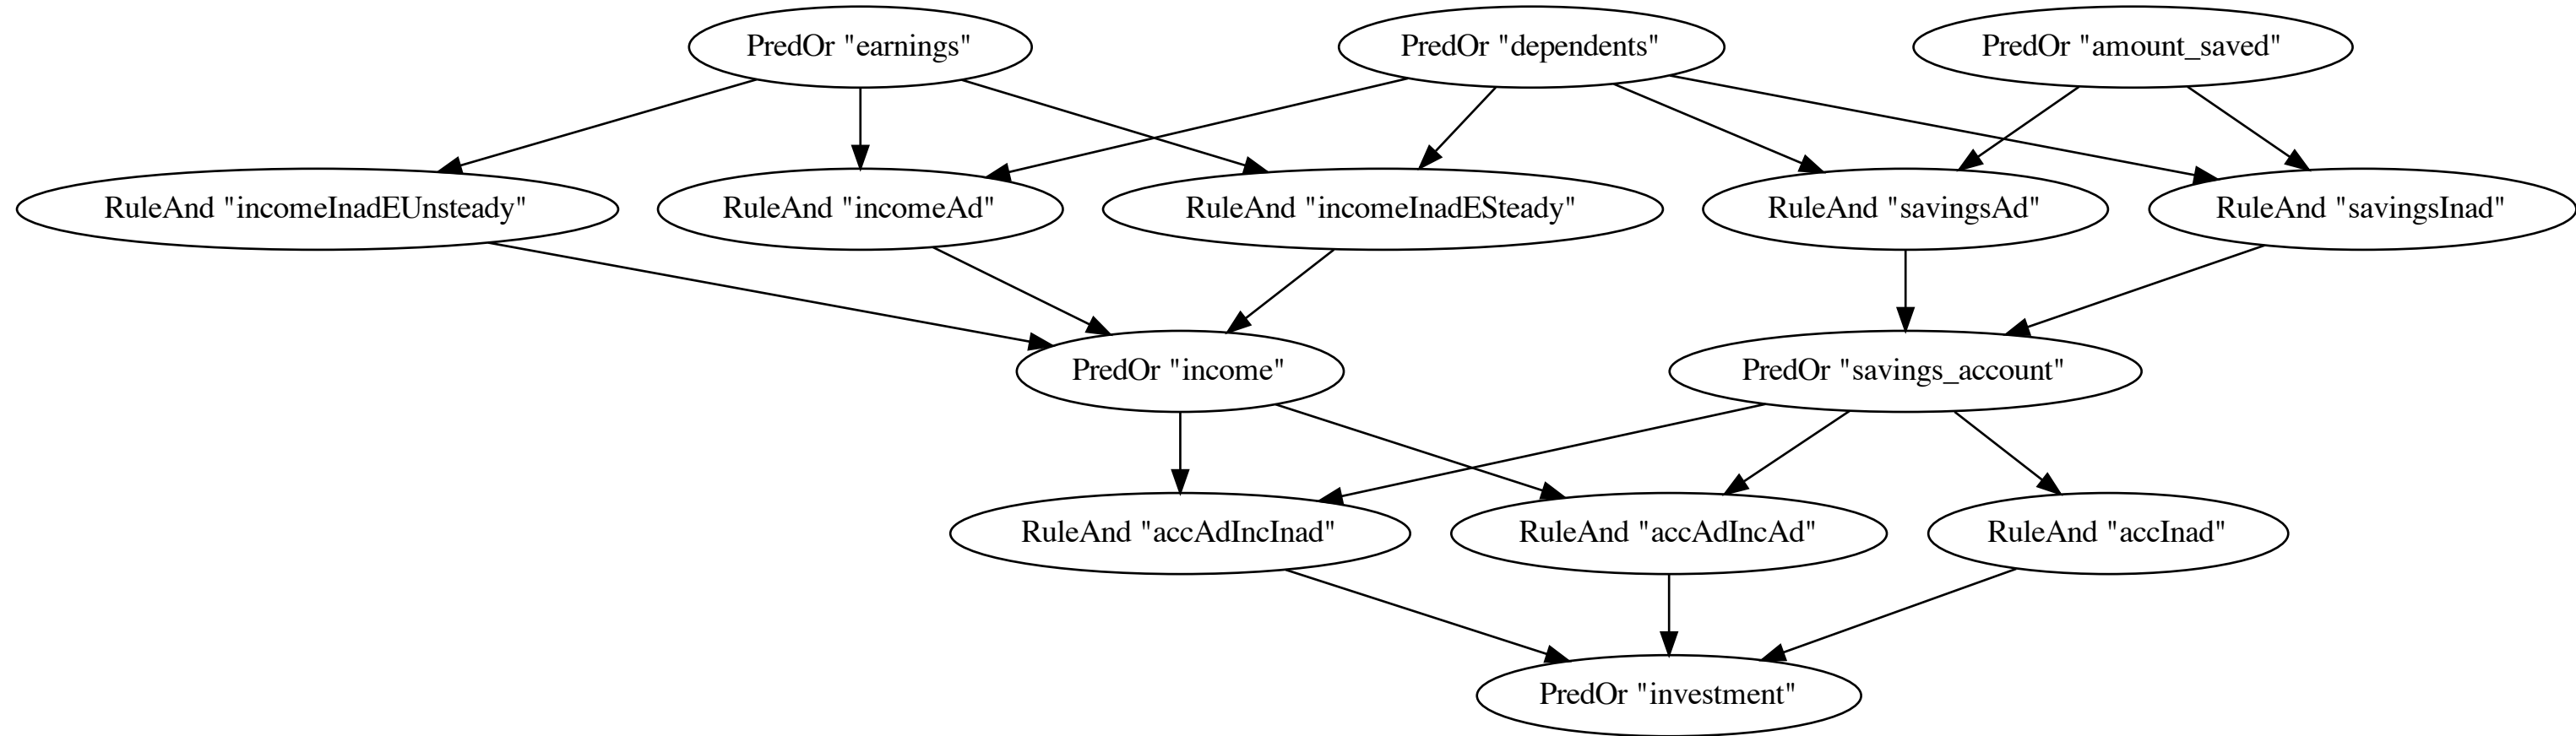 PredOr "earnings"
PredOr "dependents"
PredOr "amount_saved"
RuleAnd "incomeInadEUnsteady"
RuleAnd "incomeAd"
RuleAnd "incomeInadESteady"
RuleAnd "savingsAd"
RuleAnd "savingsInad"
PredOr "income"
PredOr "savings_account"
RuleAnd "accAdIncInad"
RuleAnd "accAdIncAd"
RuleAnd "accInad"
PredOr "investment"